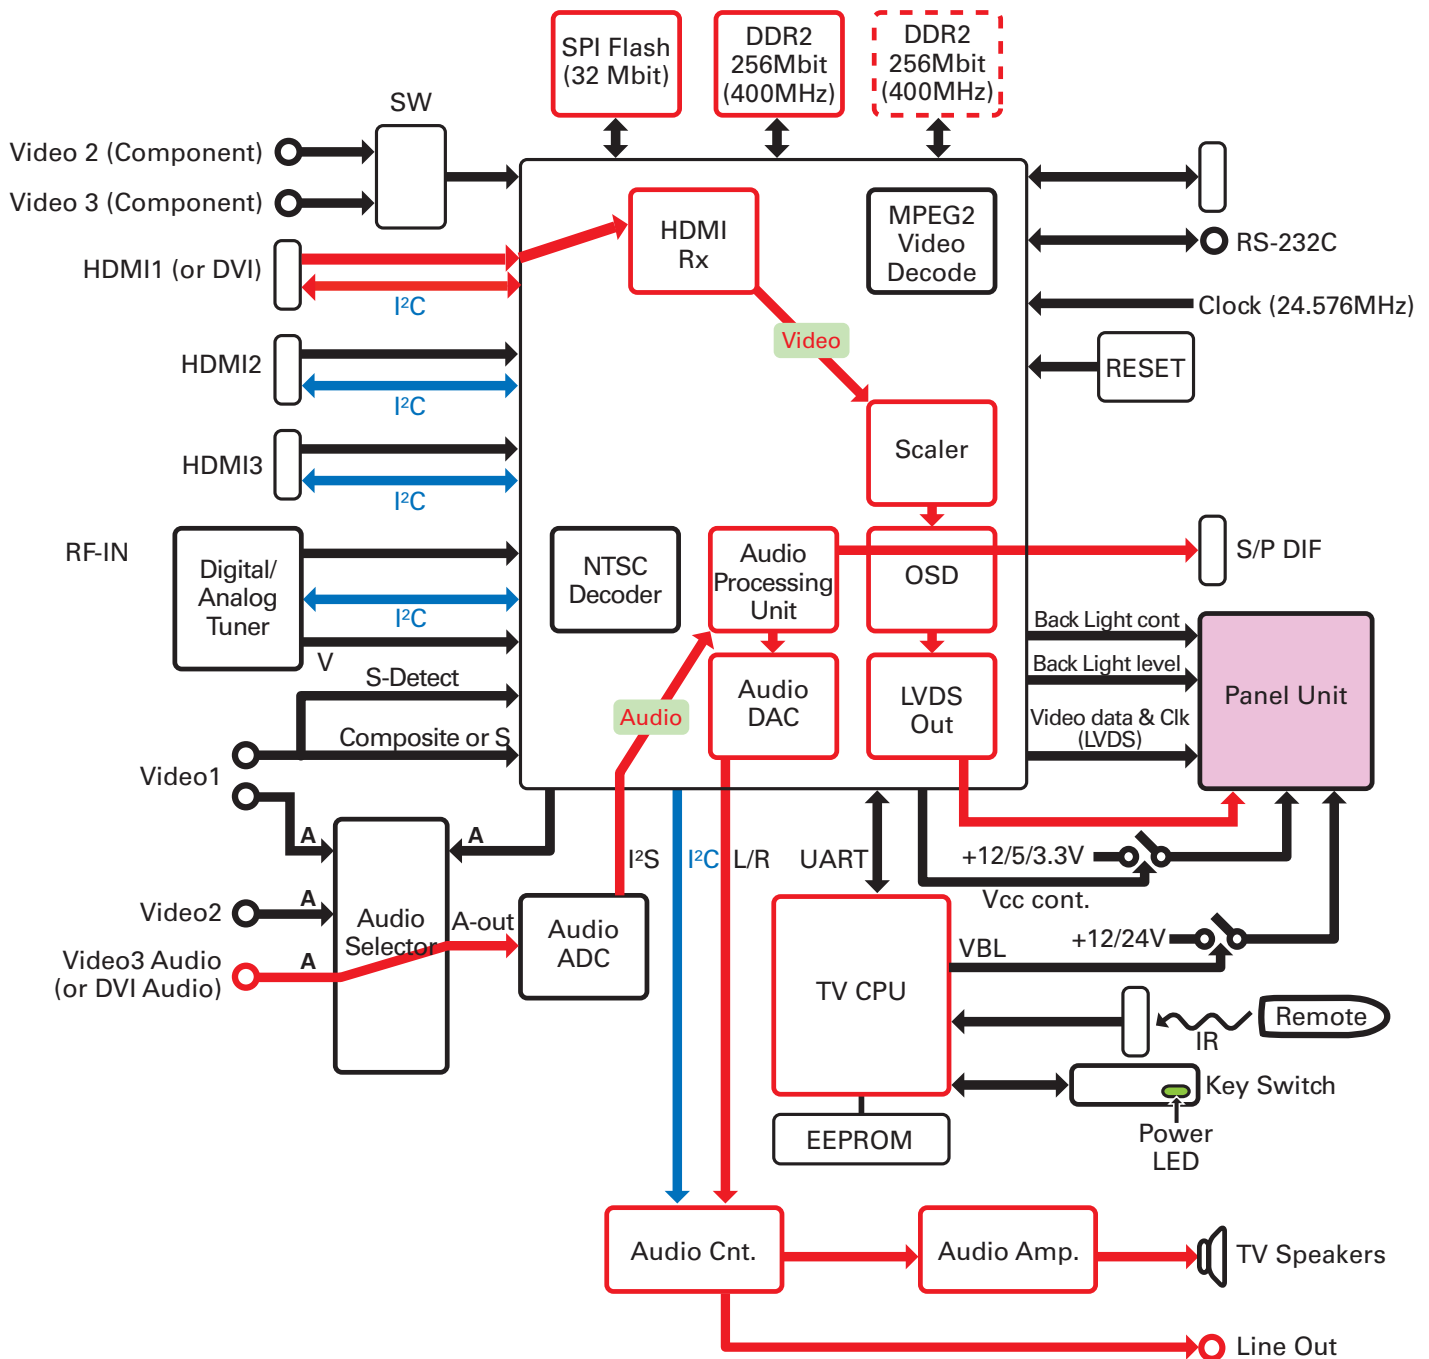 SPI Flash
(32 Mbit)
DDR2
256Mbit
(400MHz)
DDR2
256Mbit
(400MHz)
SW
Video 2 (Component)
Video 3 (Component)
HDMI1 (or DVI)
I²C
HDMI2
I²C
HDMI3
I²C
HDMI
Rx
MPEG2
Video
Decode
RS-232C
Clock (24.576MHz)
RESET
Video
Scaler
RF-IN
Digital/
Analog
Tuner
I²C
V
NTSC
Decoder
Audio
Processing
Unit
OSD
S/P DIF
Back Light cont
Back Light level
Video data & Clk
(LVDS)
Panel Unit
S-Detect
Composite or S
Video1
Audio
Audio
DAC
LVDS
Out
A
A
I²S
I²C
L/R
UART
+12/5/3.3V
Vcc cont.
Video2
A
Audio
Selector
A-out
Audio
ADC
Video3 Audio
(or DVI Audio)
A
+12/24V
VBL
TV CPU
IR
Remote
Key Switch
Power
LED
EEPROM
Audio Cnt.
Audio Amp.
TV Speakers
Line Out